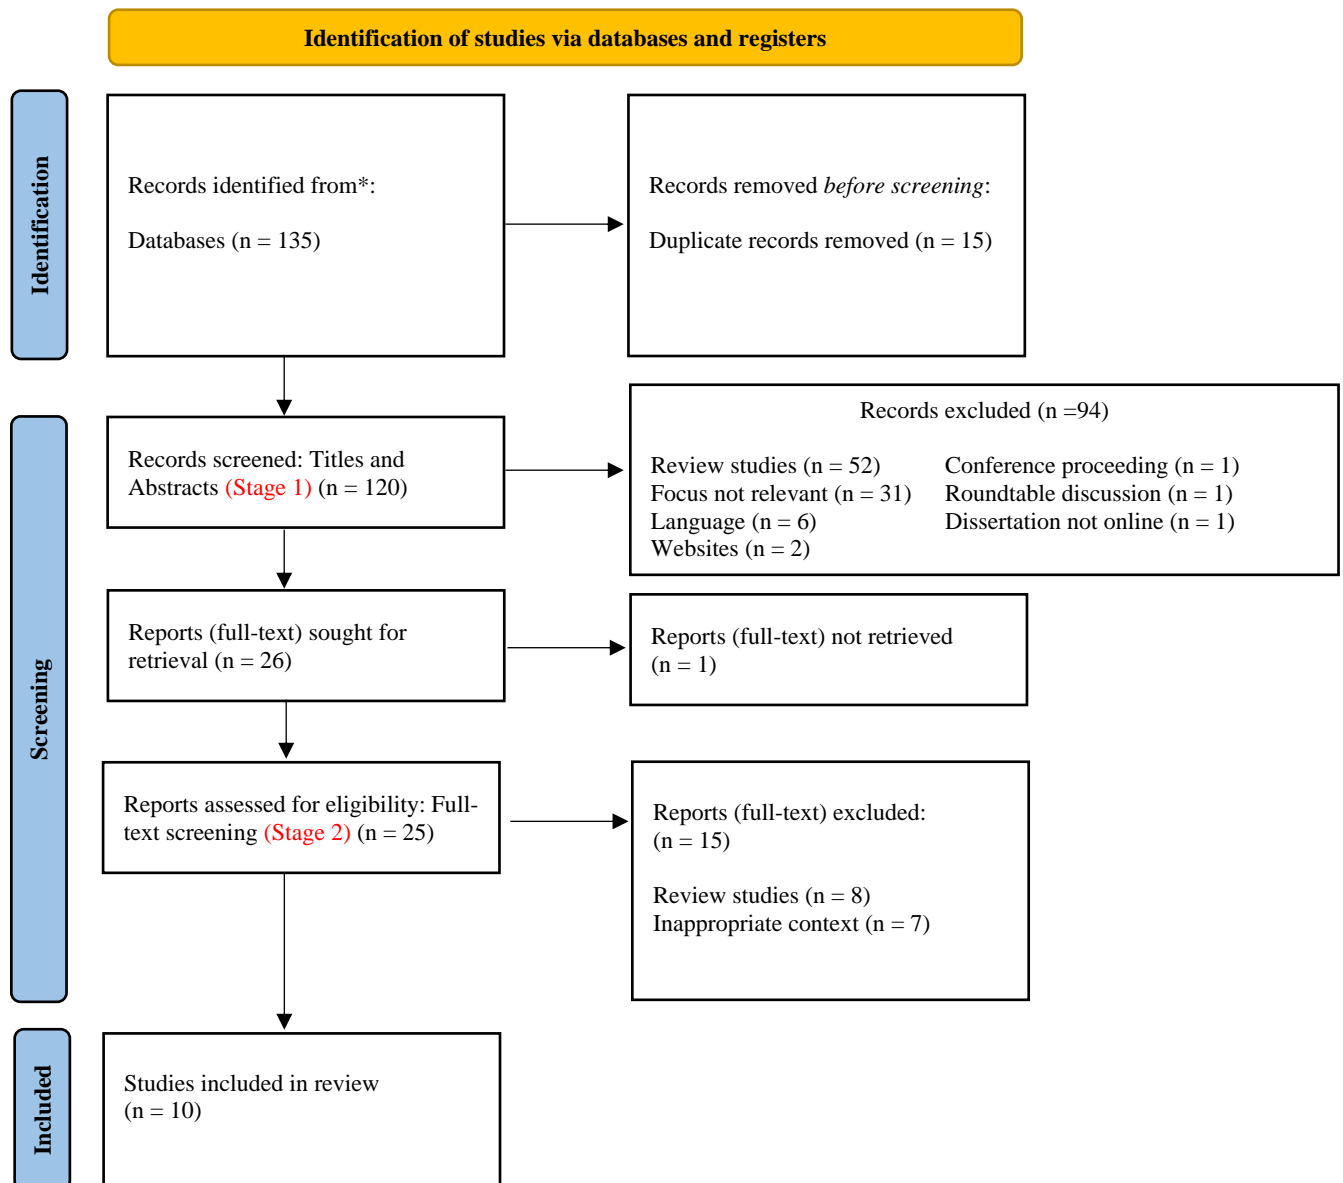 Identification of studies via databases and registers
Identification
Records identified from*:
Databases (n = 135)
Records removed before screening:
Duplicate records removed (n = 15)
Screening
Records screened: Titles and
Abstracts (Stage 1) (n = 120)
Records excluded (n =94)
Review studies (n = 52)
Focus not relevant (n = 31)
Language (n = 6)
Websites (n = 2)
Conference proceeding (n = 1)
Roundtable discussion (n = 1)
Dissertation not online (n = 1)
Reports (full-text) sought for
retrieval (n = 26)
Reports (full-text) not retrieved
(n = 1)
Reports assessed for eligibility: Full-
text screening (Stage 2) (n = 25)
Reports (full-text) excluded:
(n = 15)
Review studies (n = 8)
Inappropriate context (n = 7)
Included
Studies included in review
(n = 10)